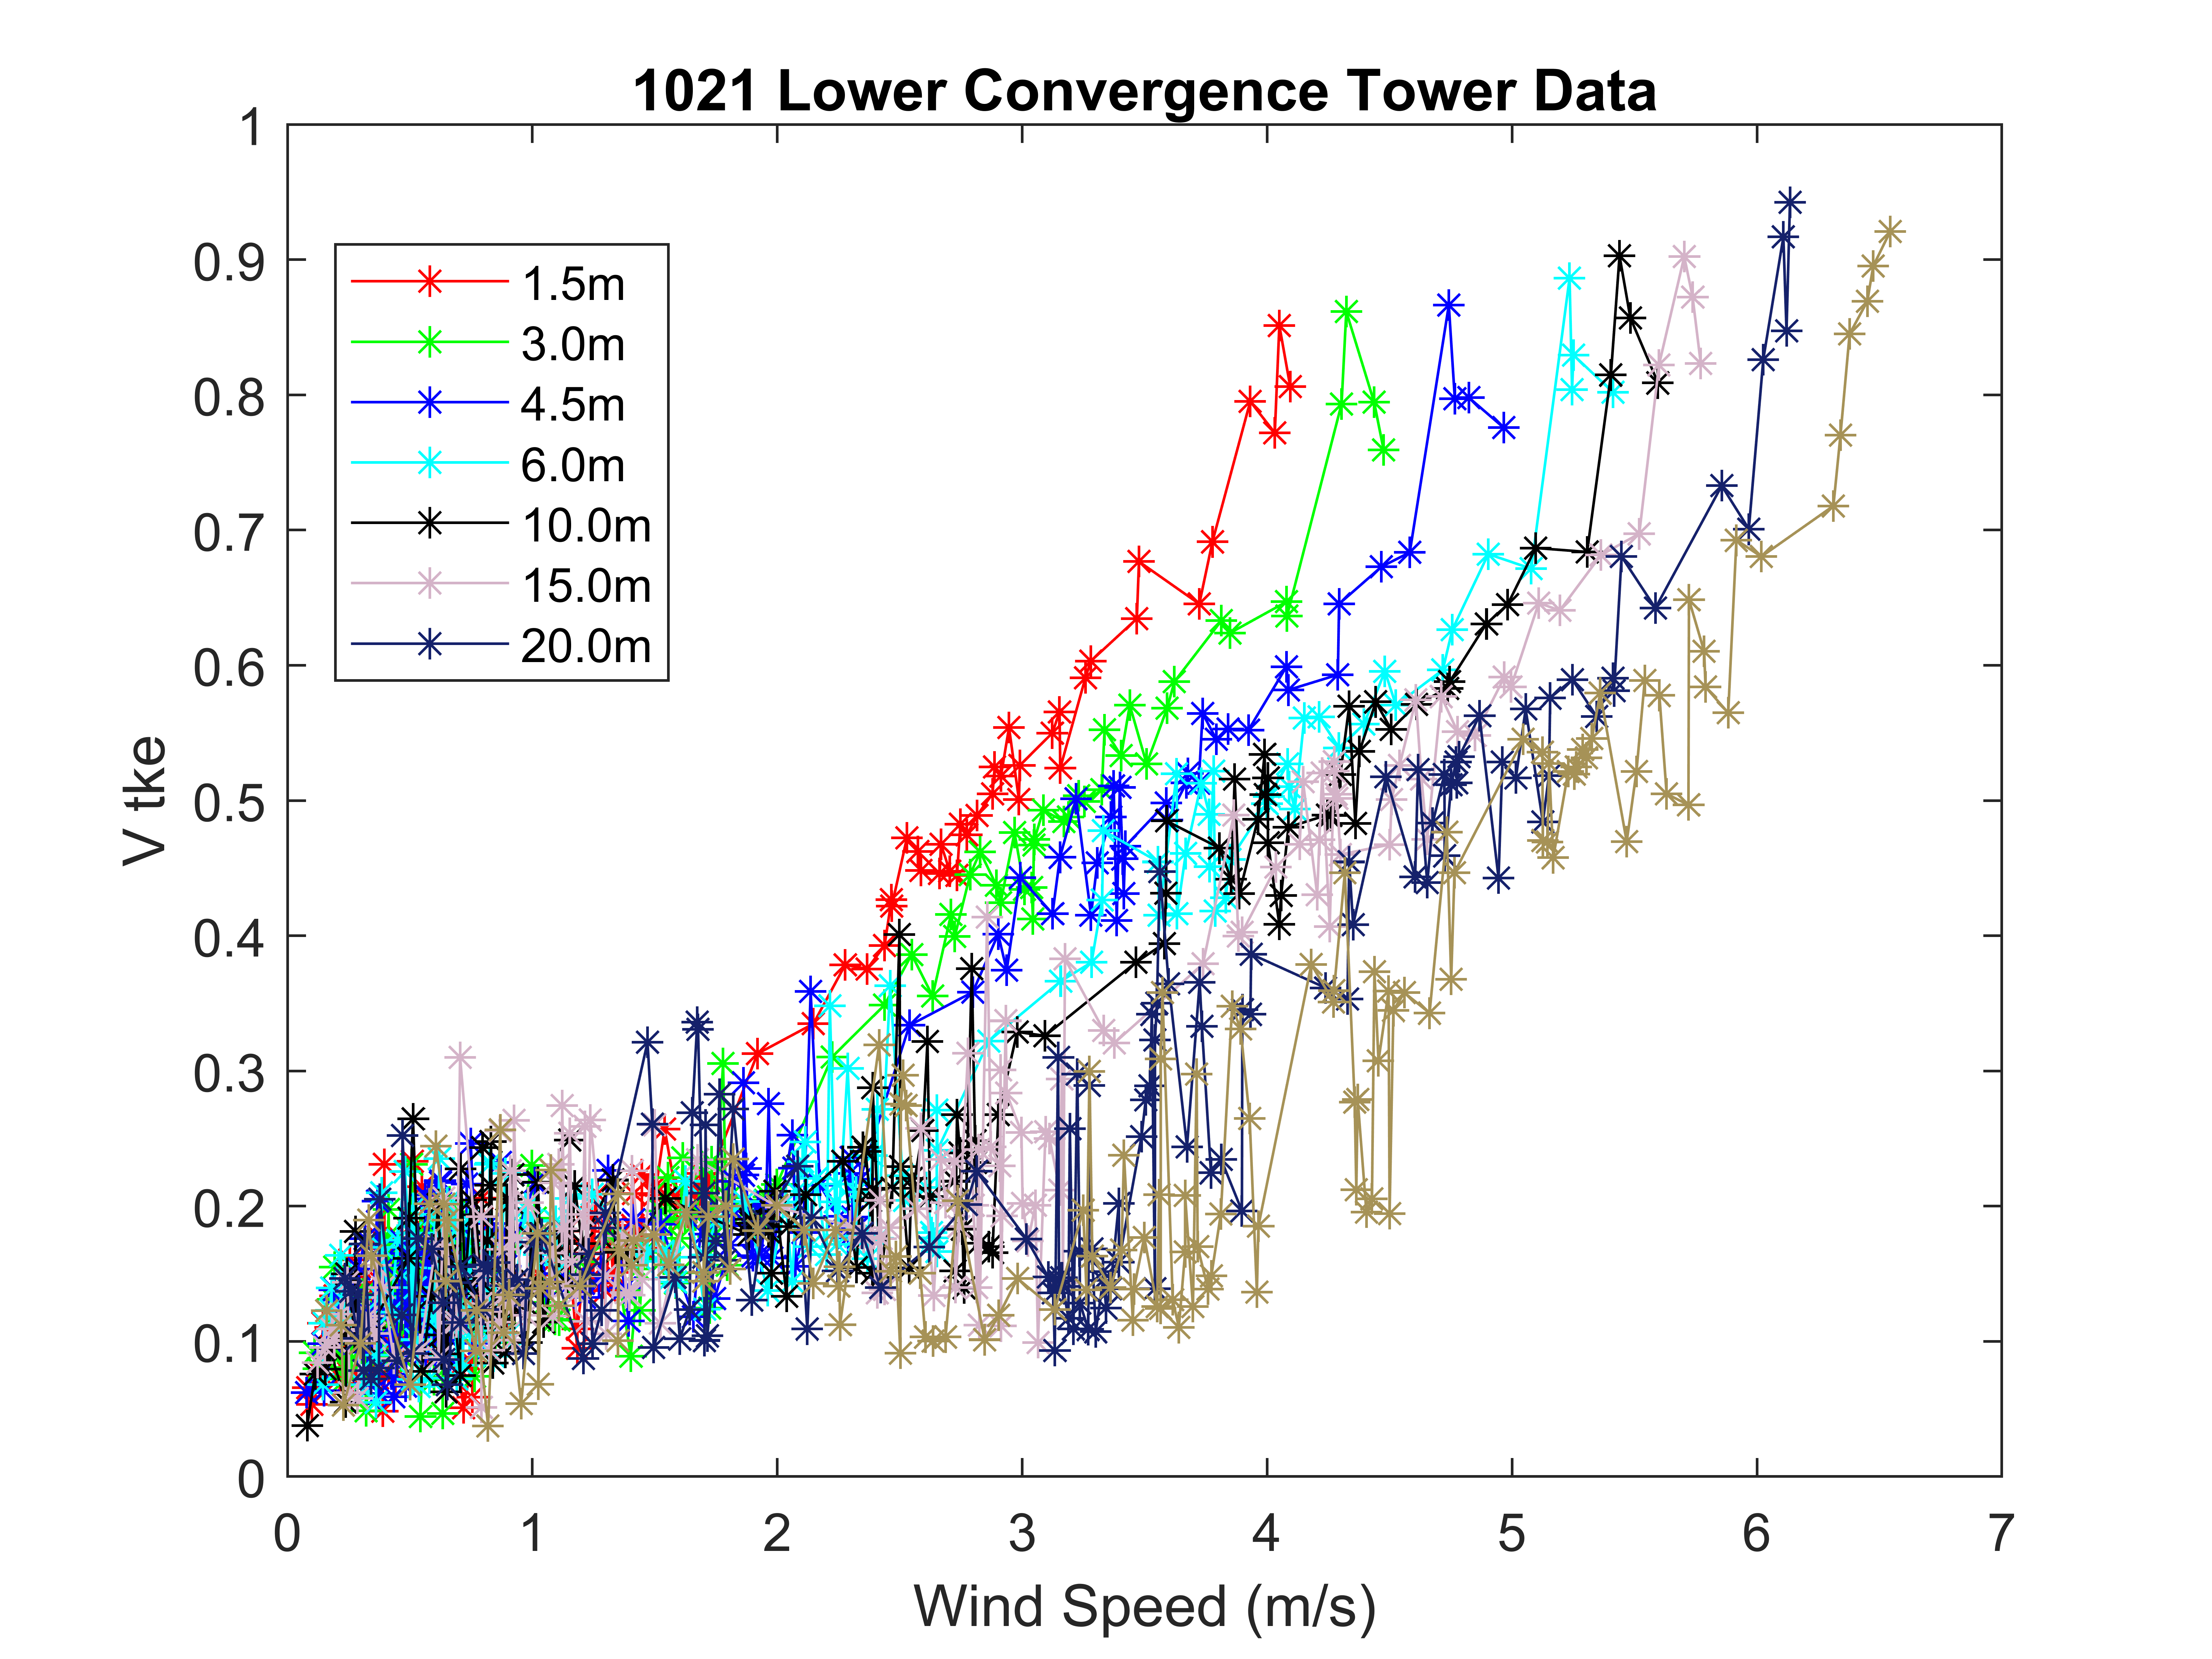 1021 Lower Convergence Tower Data
1
0.9
0.8
0.7
0.6
0.5
0.4
0.3
0.2
0.1
0
V tke
1.5m
3.0m
4.5m
6.0m
10.0m
15.0m
20.0m
0 1 2 3 4 5 6 7
Wind Speed (m/s)